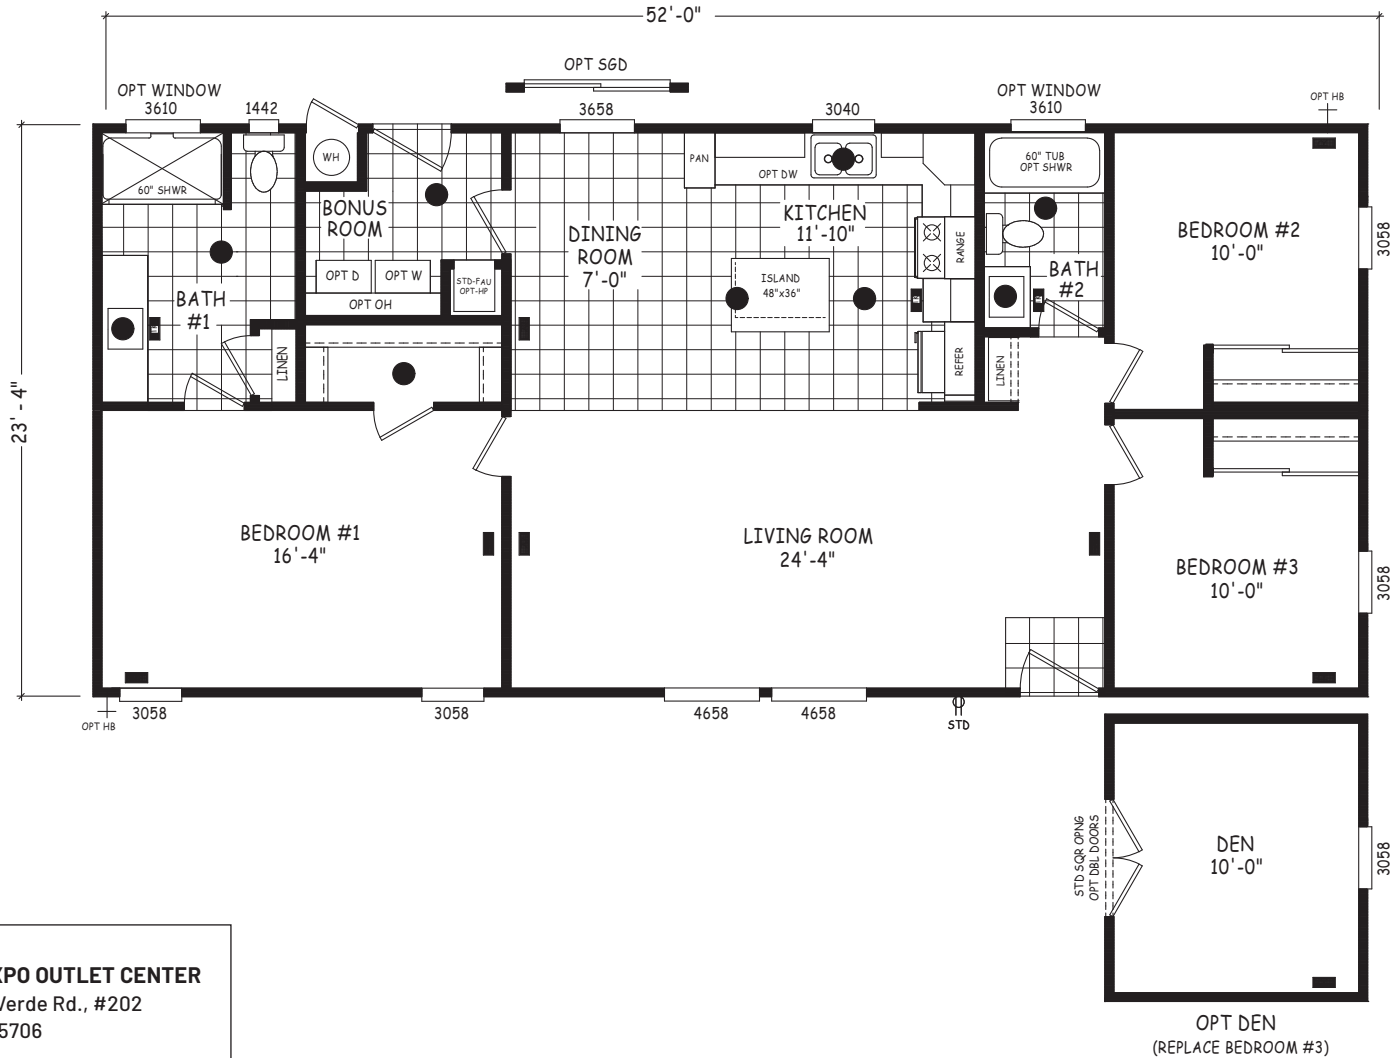 52'-0"
OPT SGD
OPT WINDOW
3610
1442
3658
3040
OPT WINDOW
3610
OPT HB
23'-4"
60" SHWR
WH
PAN
OPT DW
60" TUB
OPT SHWR
BONUS
ROOM
KITCHEN
11'-10"
DINING
ROOM
7'-0"
RANGE
BEDROOM #2
10'-0"
3058
OPT D
OPT W
STD-FAU
OPT-HP
OPT OH
ISLAND
48"x36"
BATH
#1
BATH
#2
LINEN
REFER
LINEN
BEDROOM #1
16'-4"
LIVING ROOM
24'-4"
BEDROOM #3
10'-0"
3058
OPT HB
3058
3058
4658
4658
STD
STD SQR OPNG
OPT DBL DOORS
DEN
10'-0"
3058
OPT DEN
(REPLACE BEDROOM #3)
XPO OUTLET CENTER
Verde Rd., #202
5706